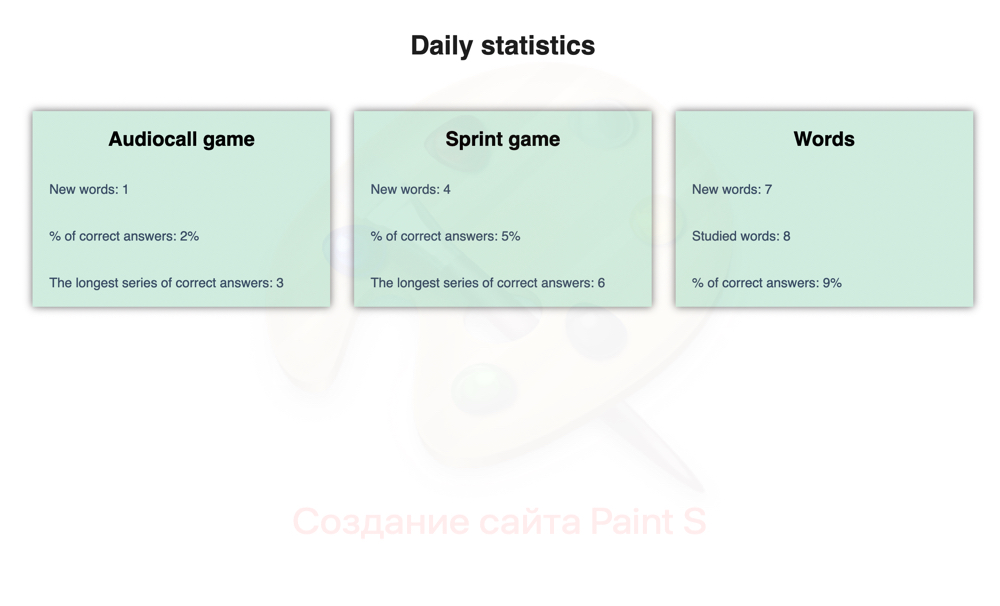 Daily statistics
Audiocall game
New words: 1
% of correct answers: 2%
The longest series of correct answers: 3
Sprint game
New words: 4
% of correct answers: 5%
The longest series of correct answers: 6
Words
New words: 7
Studied words: 8
% of correct answers: 9%
Создание сайта Paint S